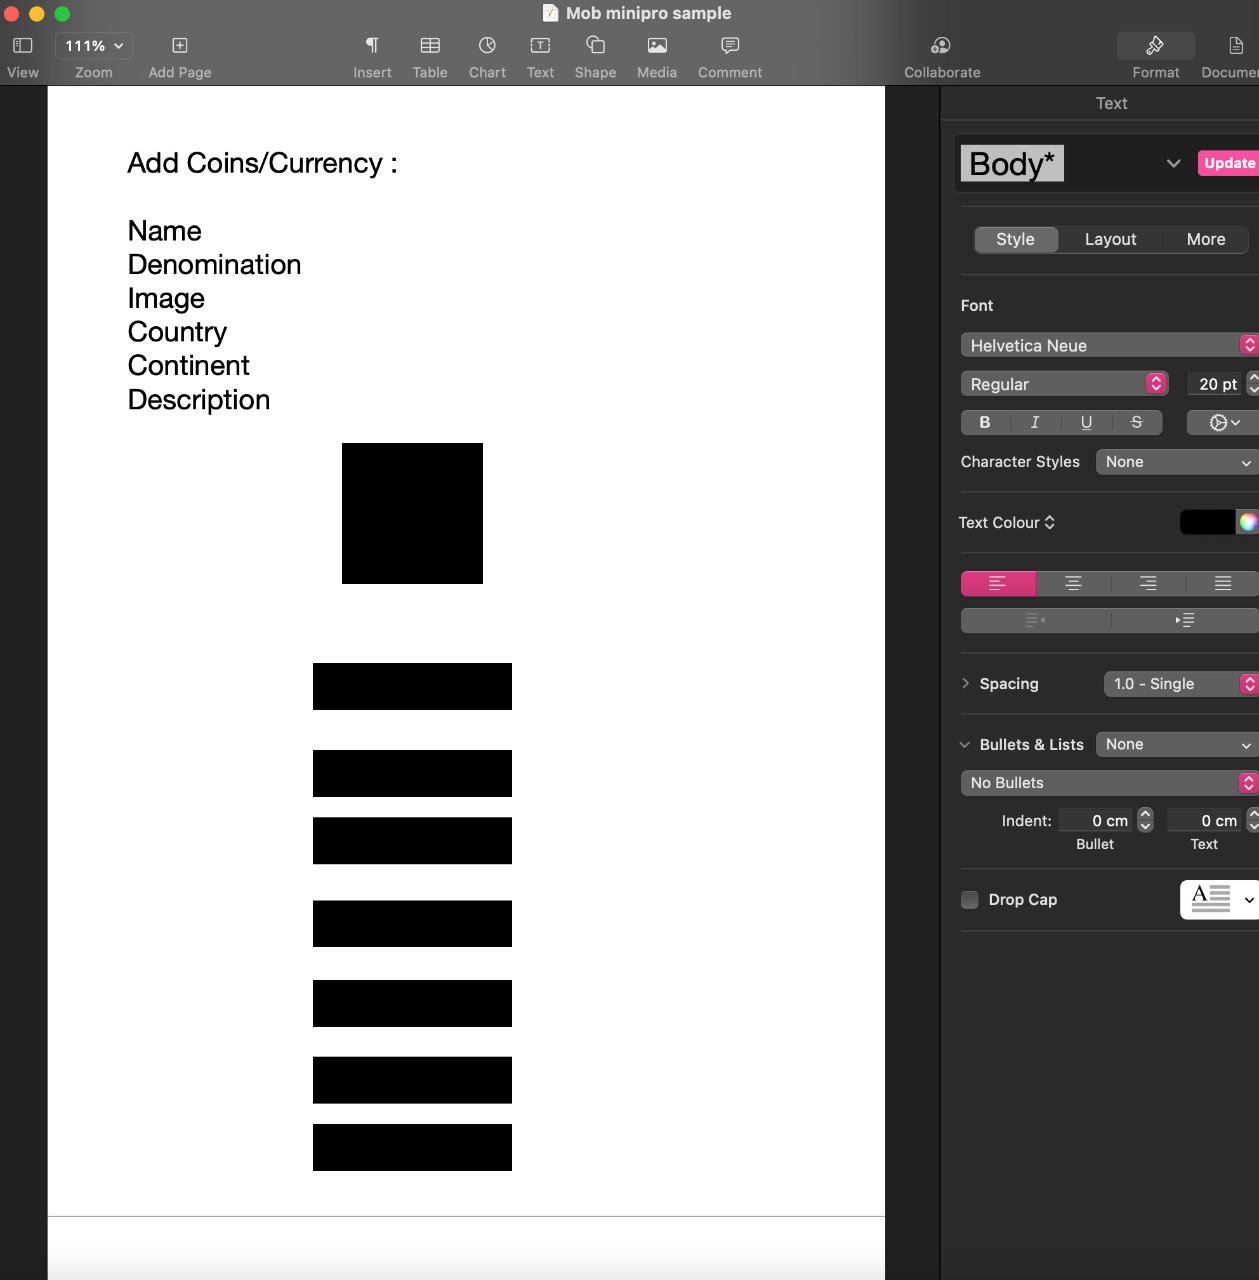 Mob minipro sample
111%
View
Zoom
Add Page
Insert
Table
Chart
Text
Shape
Media
Comment
Collaborate
Format
Text
Add Coins/Currency :
Name
Denomination
Image
Country
Continent
Description
Body*
Update
Style
Layout
More
Font
Helvetica Neue
Regular
20 pt
B I U S
Character Styles
None
Text Colour
Spacing
1.0 - Single
Bullets & Lists
None
No Bullets
Indent:
0 cm
0 cm
Bullet
Text
Drop Cap
A